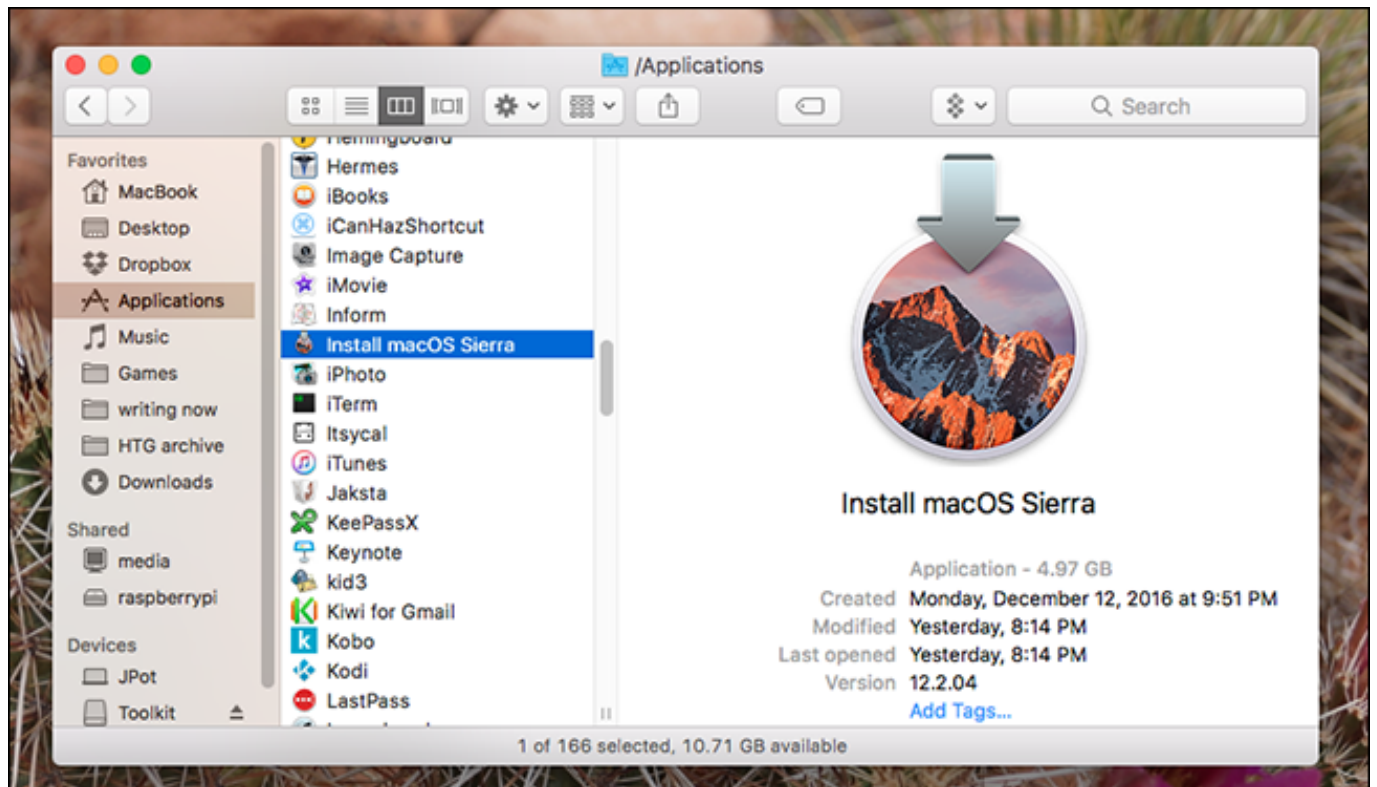 /Applications
Search
Favorites
MacBook
Desktop
Dropbox
Applications
Music
Games
writing now
HTG archive
Downloads
Shared
media
raspberrypi
Devices
JPot
Toolkit
Hemingboard
Hermes
iBooks
iCanHazShortcut
Image Capture
iMovie
Inform
Install macOS Sierra
iPhoto
iTerm
Itsycal
iTunes
Jaksta
KeePassX
Keynote
kid3
Kiwi for Gmail
Kobo
Kodi
LastPass
Install macOS Sierra
Application - 4.97 GB
Created Monday, December 12, 2016 at 9:51 PM
Modified Yesterday, 8:14 PM
Last opened Yesterday, 8:14 PM
Version 12.2.04
Add Tags...
1 of 166 selected, 10.71 GB available